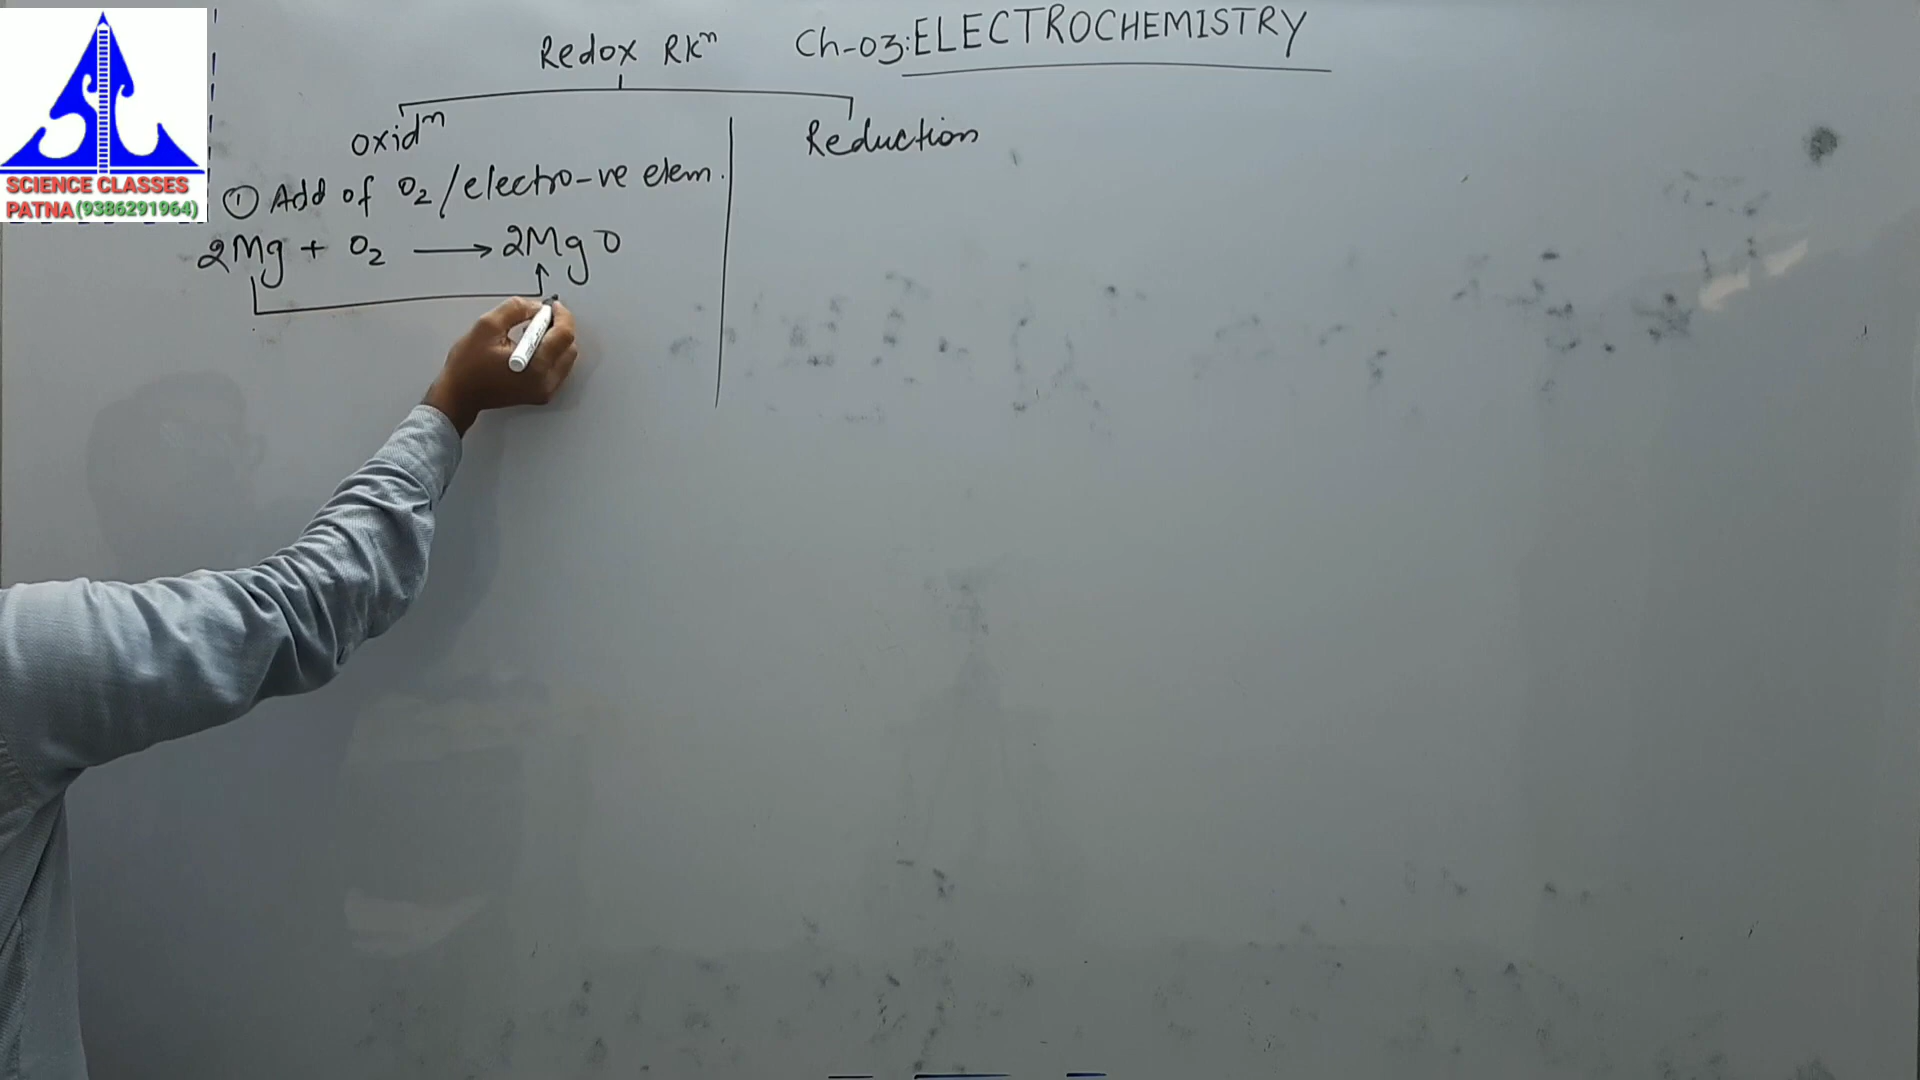 SCIENCE CLASSES
PATNA(9386291964)
Ch-03:ELECTROCHEMISTRY
Redox RKⁿ
oxidⁿ
Reduction
① Add of O₂/electro-ve elem.
2Mg + O₂ ⟶ 2MgO